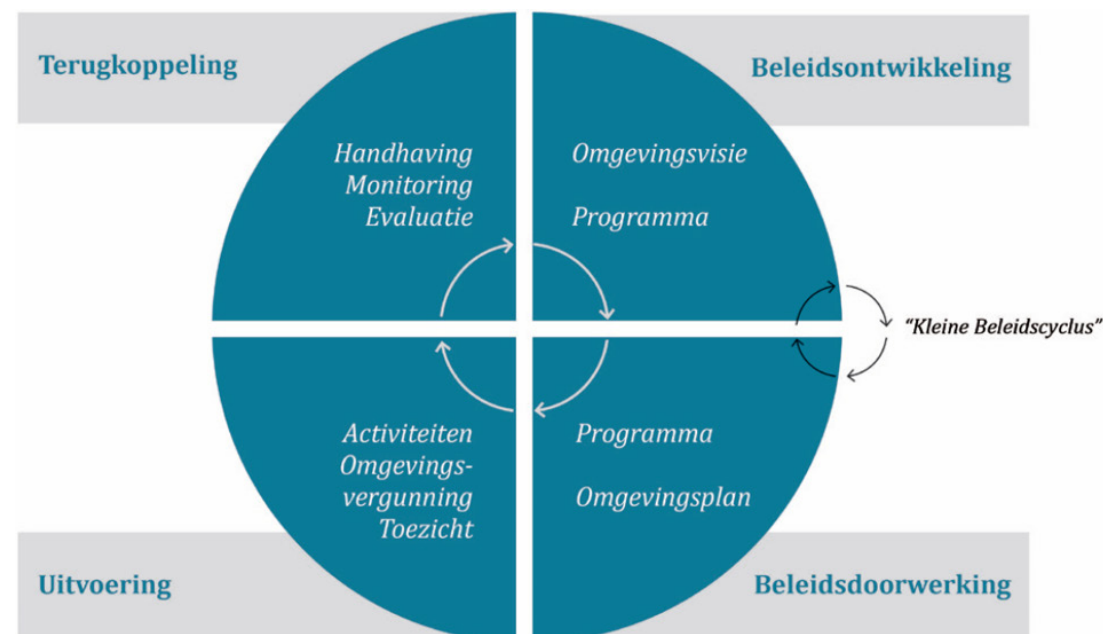 Terugkoppeling
Beleidsontwikkeling
Handhaving
Monitoring
Evaluatie
Omgevingsvisie
Programma
“Kleine Beleidscyclus”
Activiteiten
Omgevings-
vergunning
Toezicht
Programma
Omgevingsplan
Uitvoering
Beleidsdoorwerking